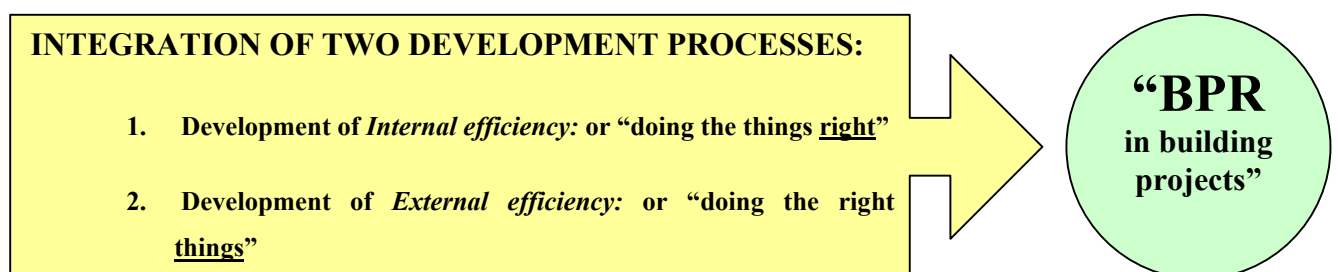 INTEGRATION OF TWO DEVELOPMENT PROCESSES:
1. Development of Internal efficiency: or “doing the things right”
2. Development of External efficiency: or “doing the right
things”
“BPR
in building
projects”